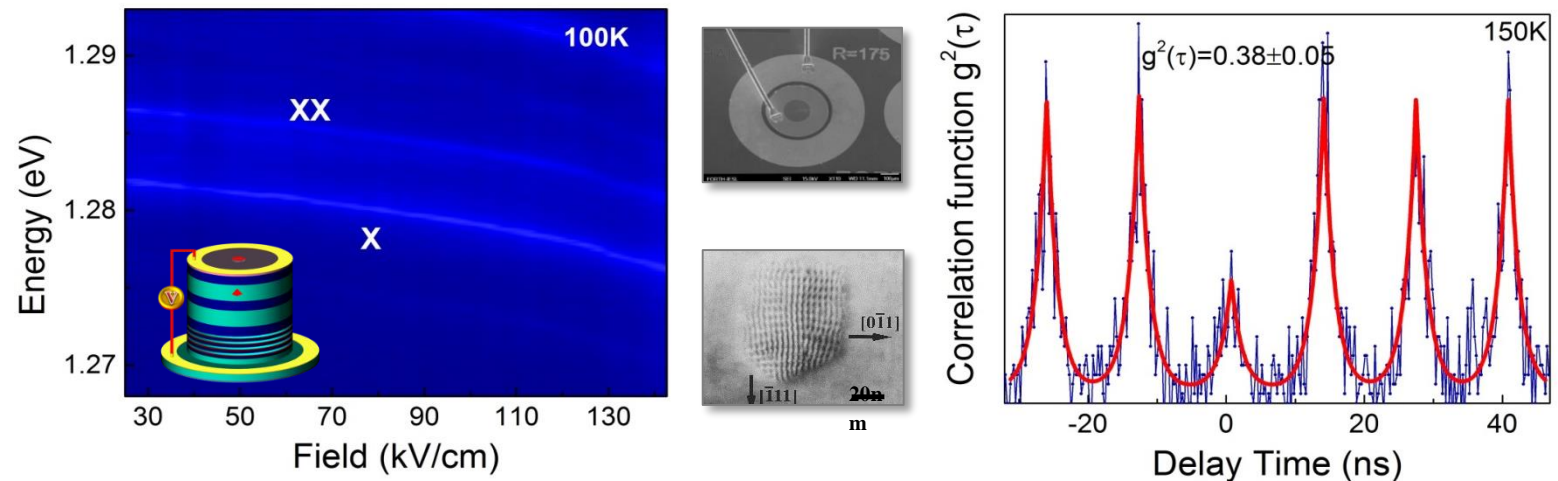 1.29
1.28
1.27
Energy (eV)
100K
XX
X
V
30 50 70 90 110 130
Field (kV/cm)
R=175
[01̅1]
[1̅11]
20n
m
Correlation function g²(τ)
g²(τ)=0.38±0.05
150K
-20 0 20 40
Delay Time (ns)